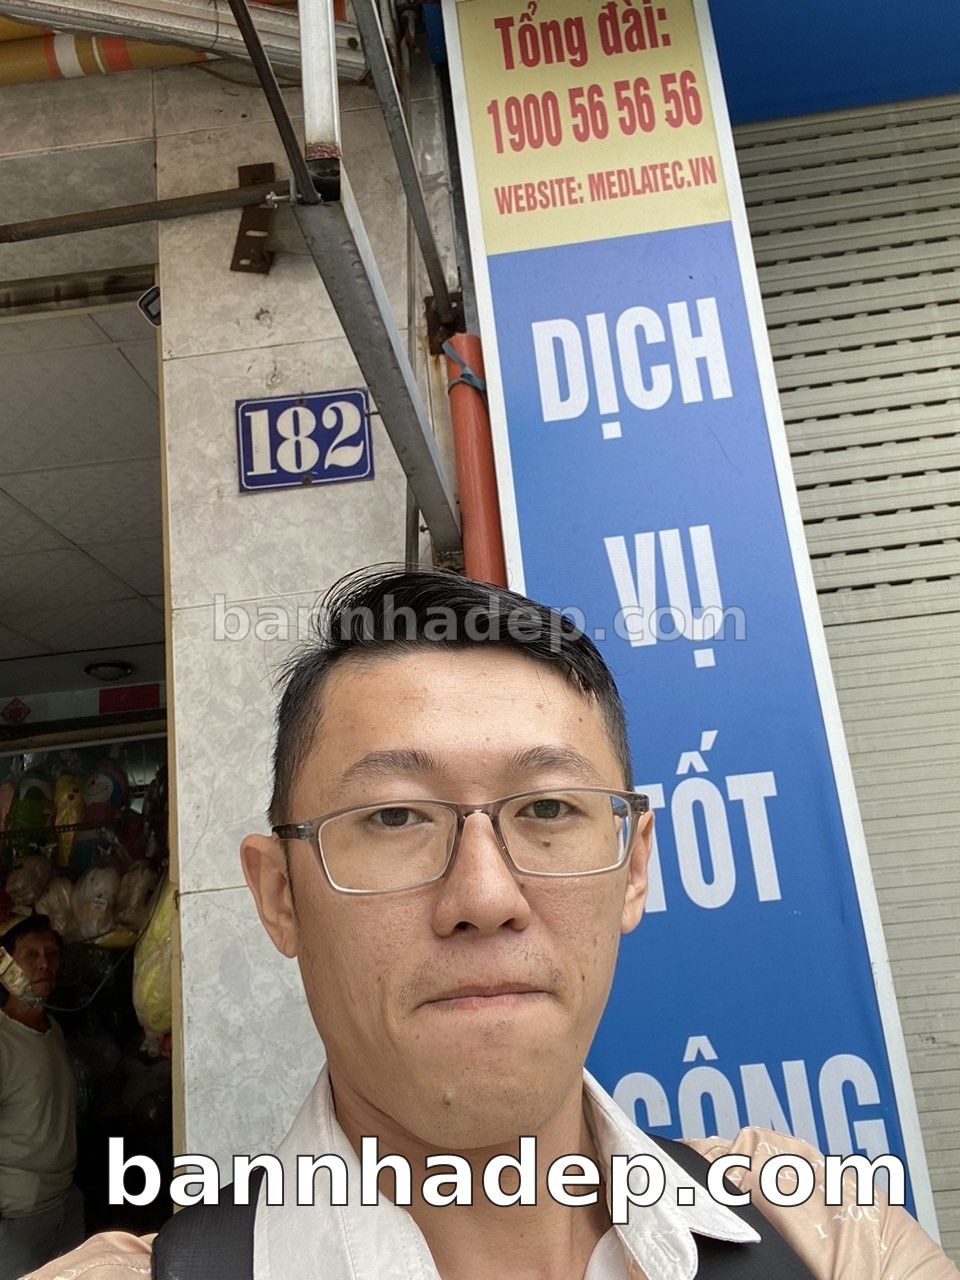 Tổng đài:
1900 56 56 56
WEBSITE: MEDLATEC.VN
DỊCH
182
VỤ
bannhadep.com
TỐT
CÔNG
bannhadep.com